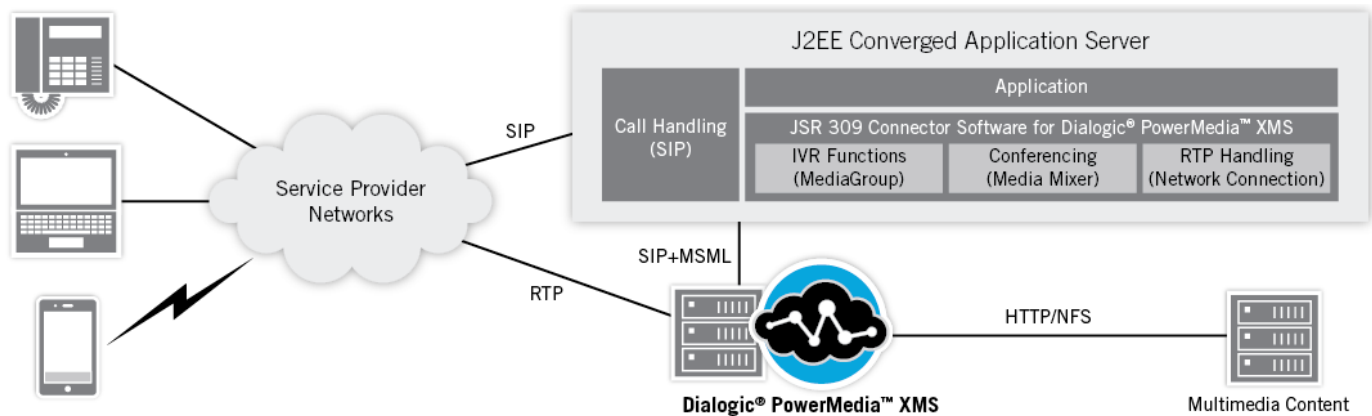 J2EE Converged Application Server
Application
Call Handling
(SIP)
JSR 309 Connector Software for Dialogic® PowerMedia™ XMS
IVR Functions
(MediaGroup)
Conferencing
(Media Mixer)
RTP Handling
(Network Connection)
SIP
Service Provider
Networks
SIP+MSML
RTP
HTTP/NFS
Dialogic® PowerMedia™ XMS
Multimedia Content